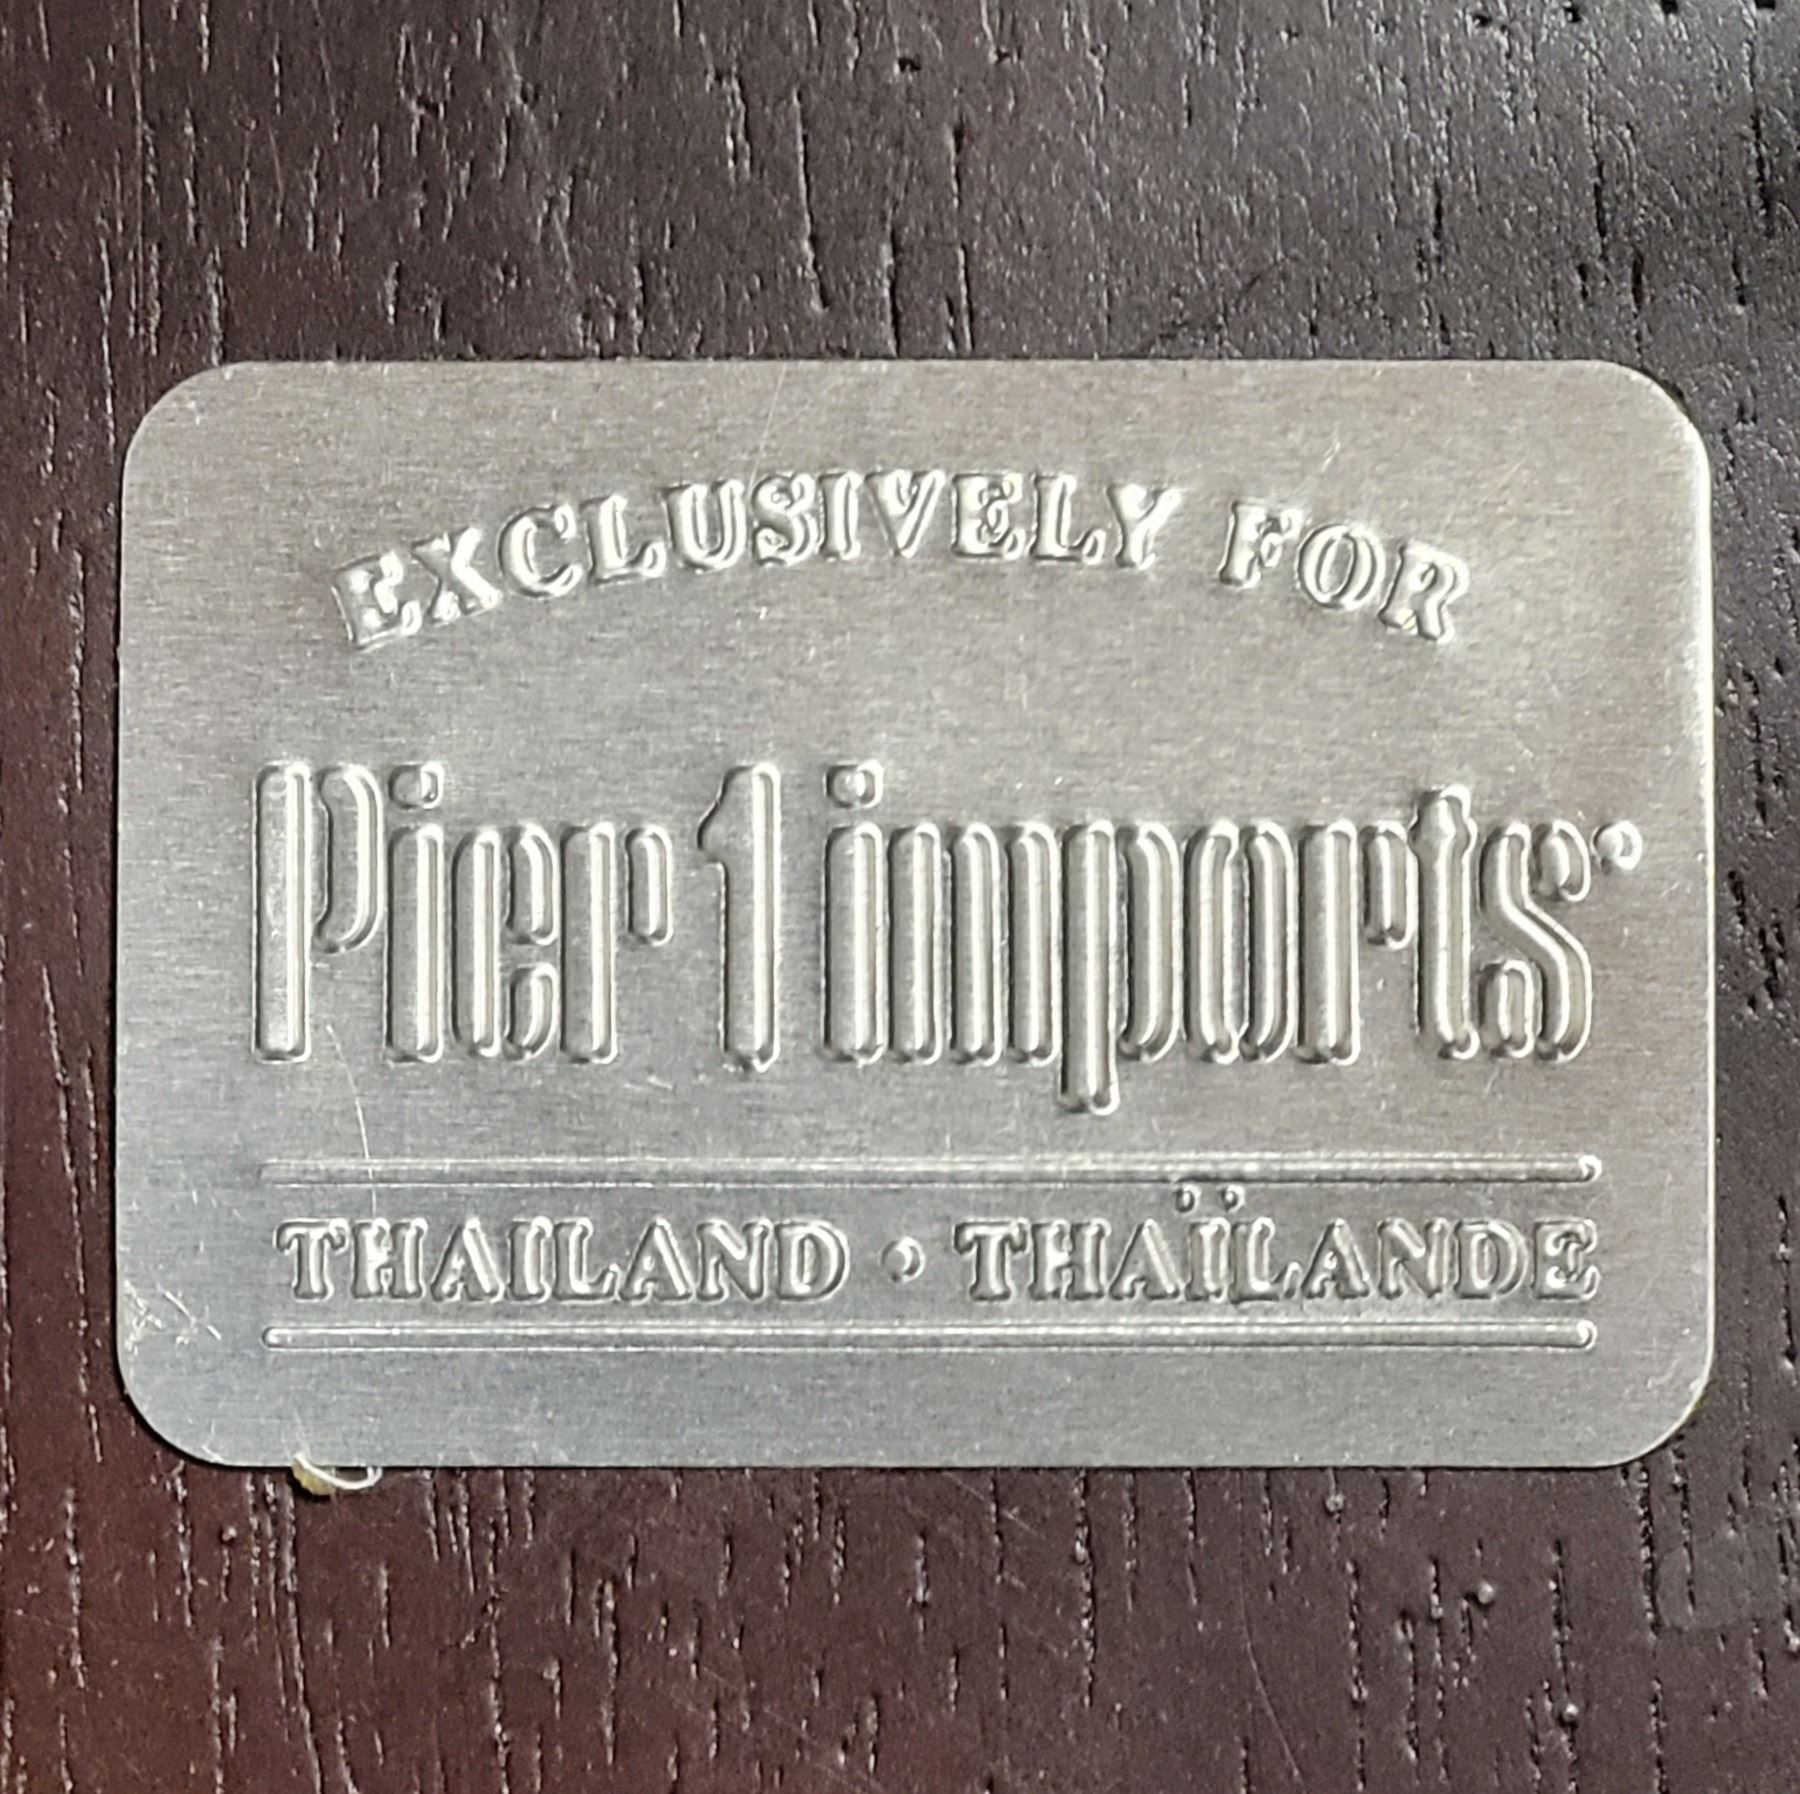 EXCLUSIVELY FOR
Pier 1 imports
THAILAND • THAÏLANDE